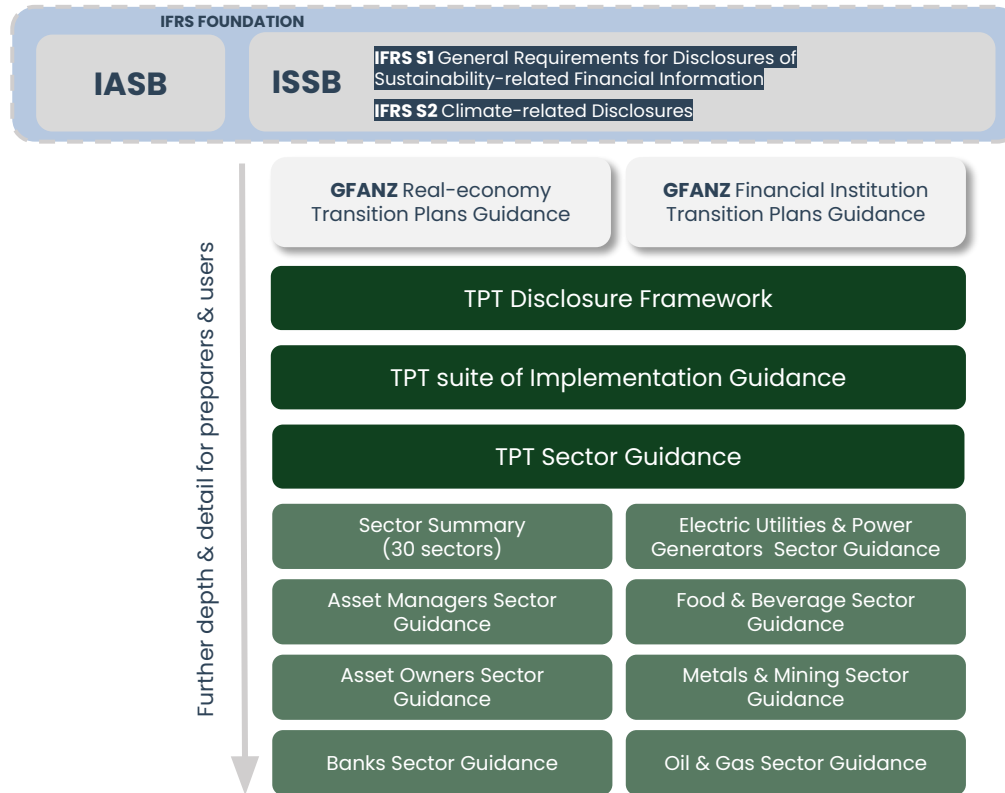 IFRS FOUNDATION
IASB
ISSB
IFRS S1 General Requirements for Disclosures of
Sustainability-related Financial Information
IFRS S2 Climate-related Disclosures
Further depth & detail for preparers & users
GFANZ Real-economy
Transition Plans Guidance
GFANZ Financial Institution
Transition Plans Guidance
TPT Disclosure Framework
TPT suite of Implementation Guidance
TPT Sector Guidance
Sector Summary
(30 sectors)
Electric Utilities & Power
Generators Sector Guidance
Asset Managers Sector
Guidance
Food & Beverage Sector
Guidance
Asset Owners Sector
Guidance
Metals & Mining Sector
Guidance
Banks Sector Guidance
Oil & Gas Sector Guidance